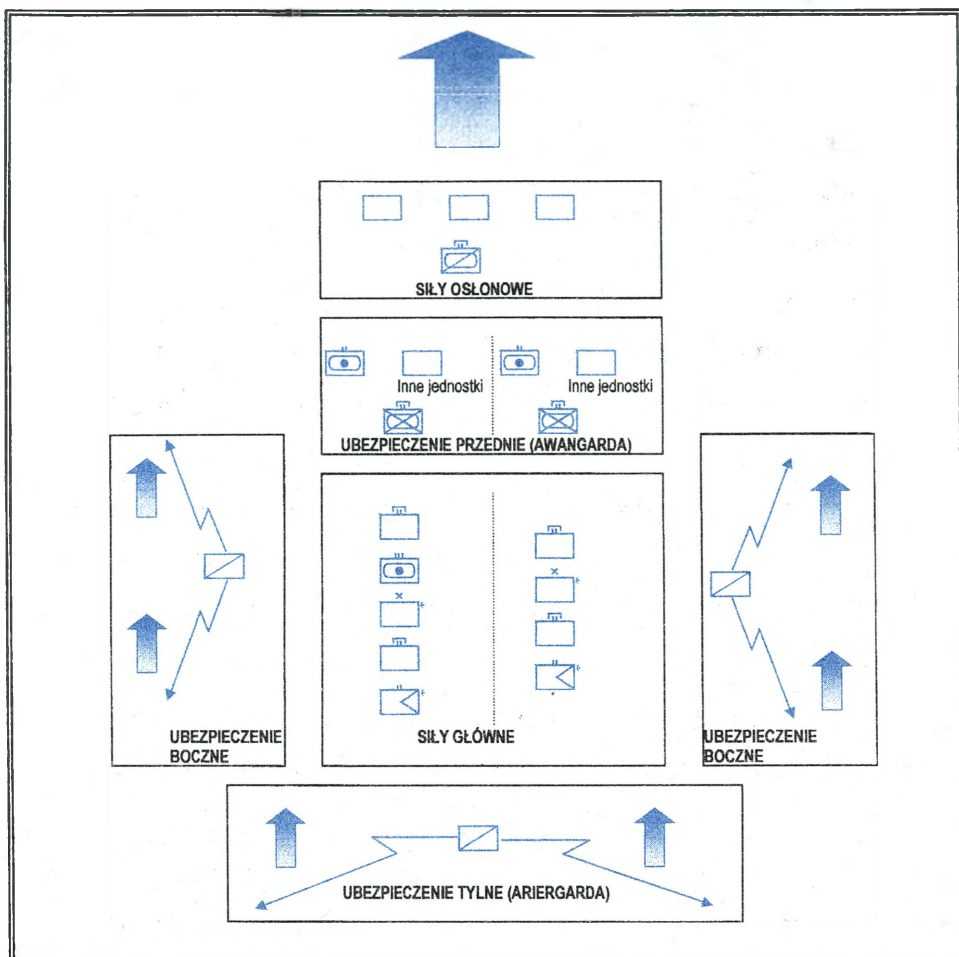 SIŁY OSŁONOWE
Inne jednostki
Inne jednostki
UBEZPIECZENIE PRZEDNIE (AWANGARDA)
UBEZPIECZENIE
BOCZNE
SIŁY GŁÓWNE
UBEZPIECZENIE
BOCZNE
UBEZPIECZENIE TYLNE (ARIERGARDA)